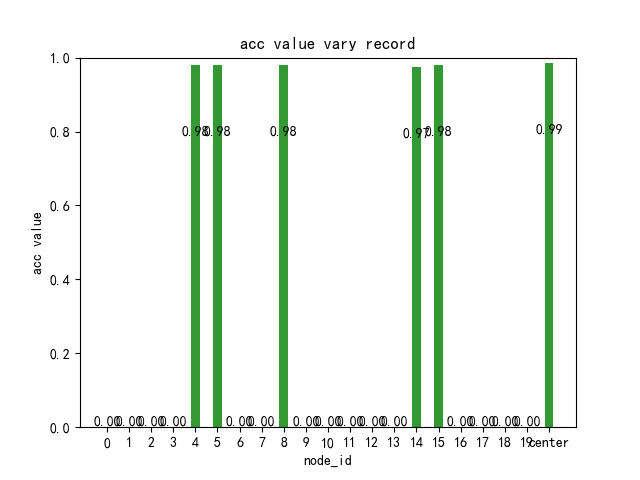 acc value vary record
1.0
0.8
0.6
0.4
0.2
0.0
acc value
0.98 0.98 0.98 0.97 0.98 0.99
0.00 0.00 0.00 0.00 0.00 0.00 0.00 0.00 0.00 0.00 0.00 0.00 0.00 0.00 0.00
0 1 2 3 4 5 6 7 8 9 10 11 12 13 14 15 16 17 18 19 center
node_id